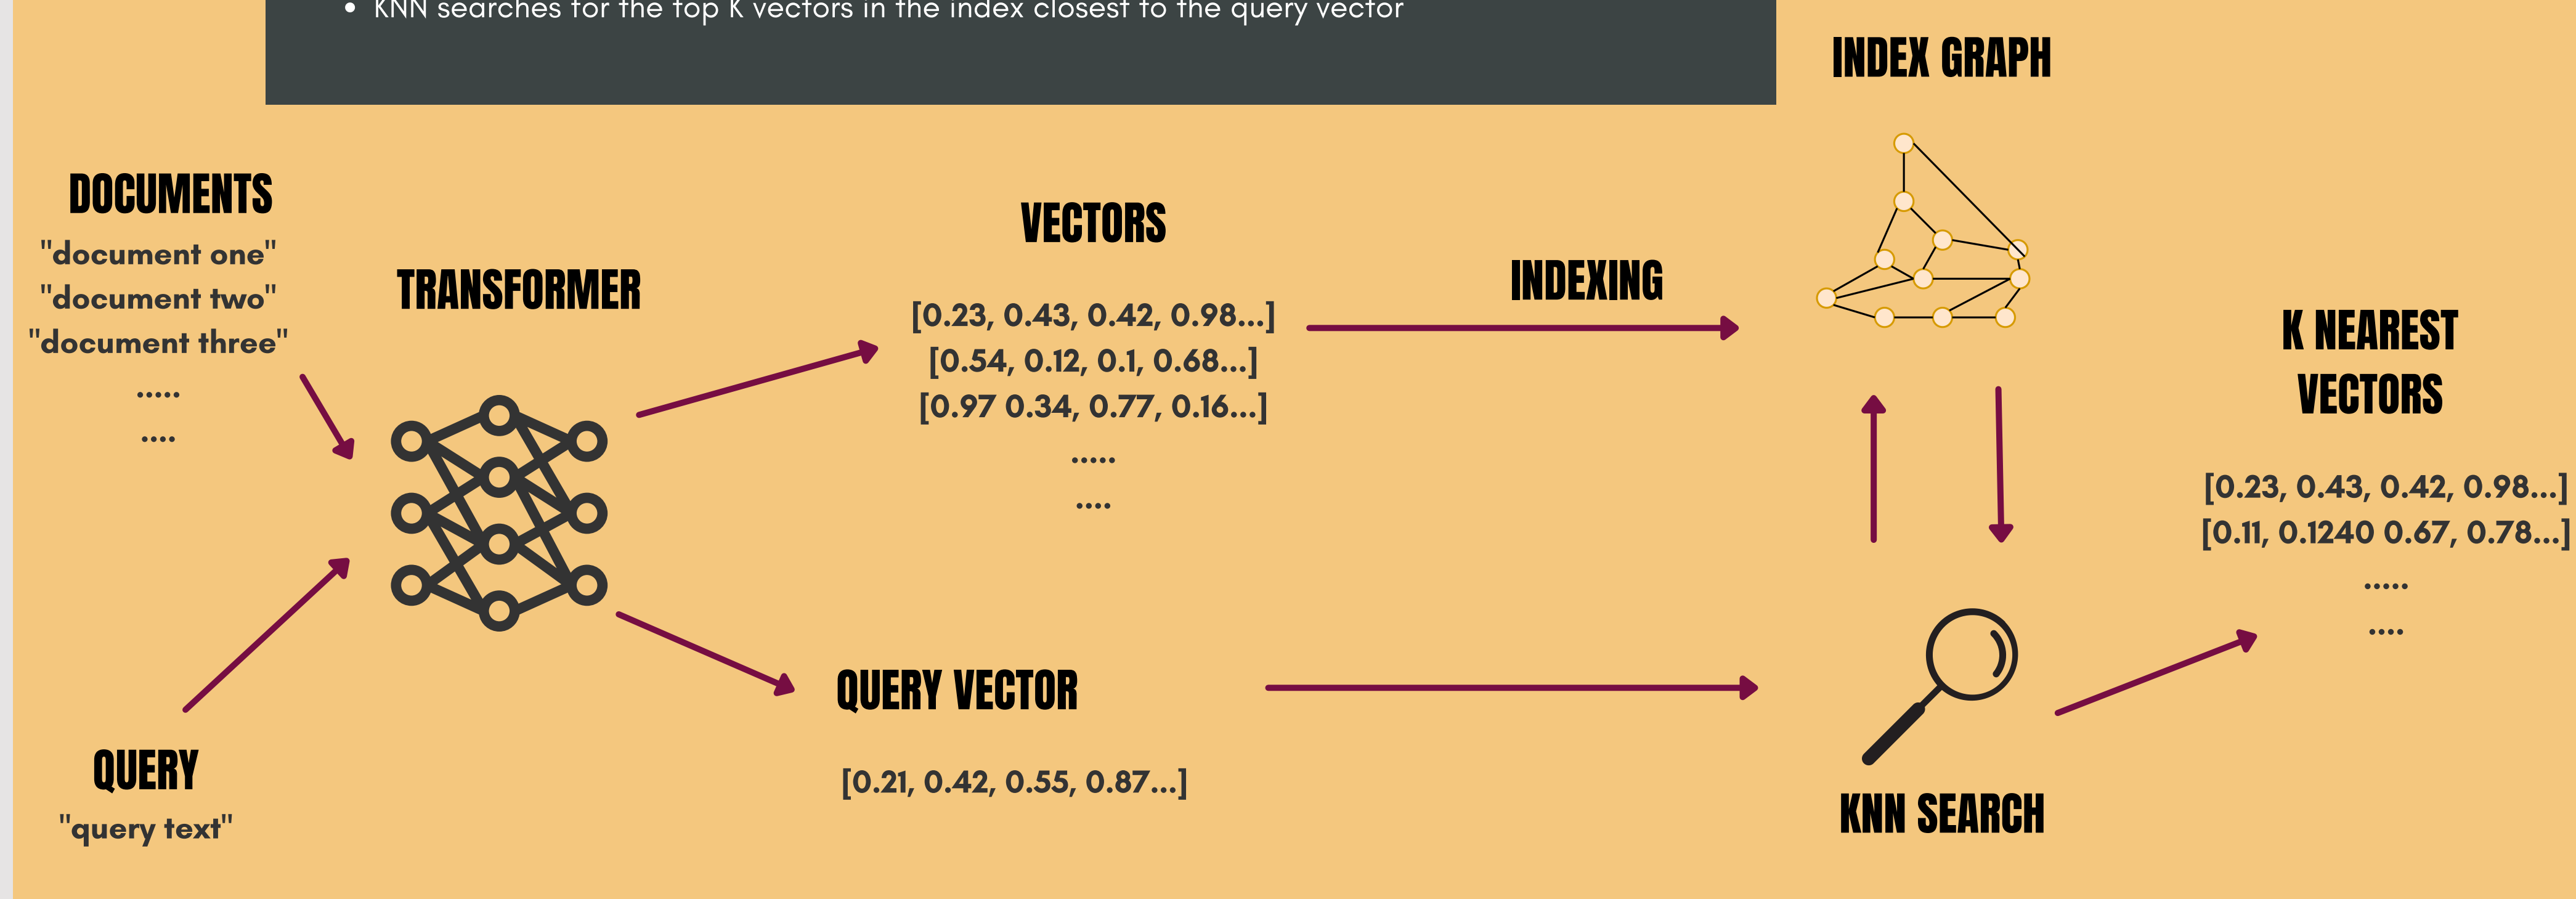 • KNN searches for the top K vectors in the index closest to the query vector
INDEX GRAPH
DOCUMENTS
"document one"
"document two"
"document three"
.....
....
TRANSFORMER
VECTORS
[0.23, 0.43, 0.42, 0.98...]
[0.54, 0.12, 0.1, 0.68...]
[0.97 0.34, 0.77, 0.16...]
.....
....
INDEXING
K NEAREST
VECTORS
[0.23, 0.43, 0.42, 0.98...]
[0.11, 0.1240 0.67, 0.78...]
.....
....
QUERY
"query text"
QUERY VECTOR
[0.21, 0.42, 0.55, 0.87...]
KNN SEARCH